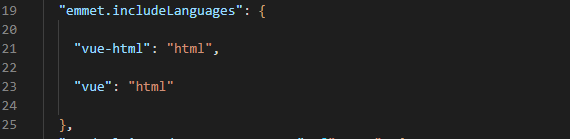 19 "emmet.includeLanguages": {
20
21 "vue-html": "html",
22
23 "vue": "html"
24
25 },